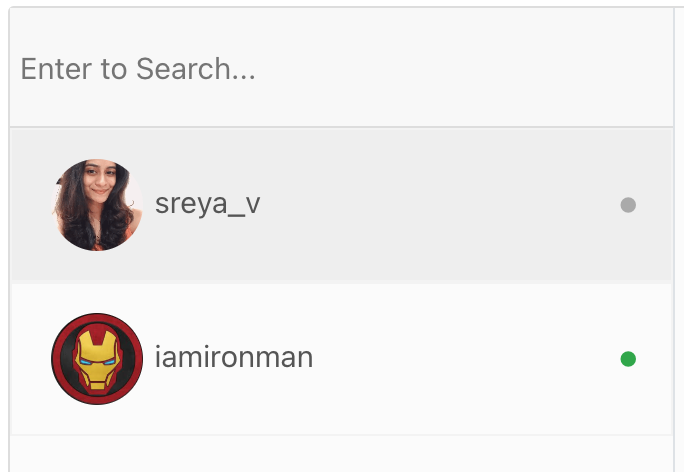 Enter to Search...
sreya_v
iamironman